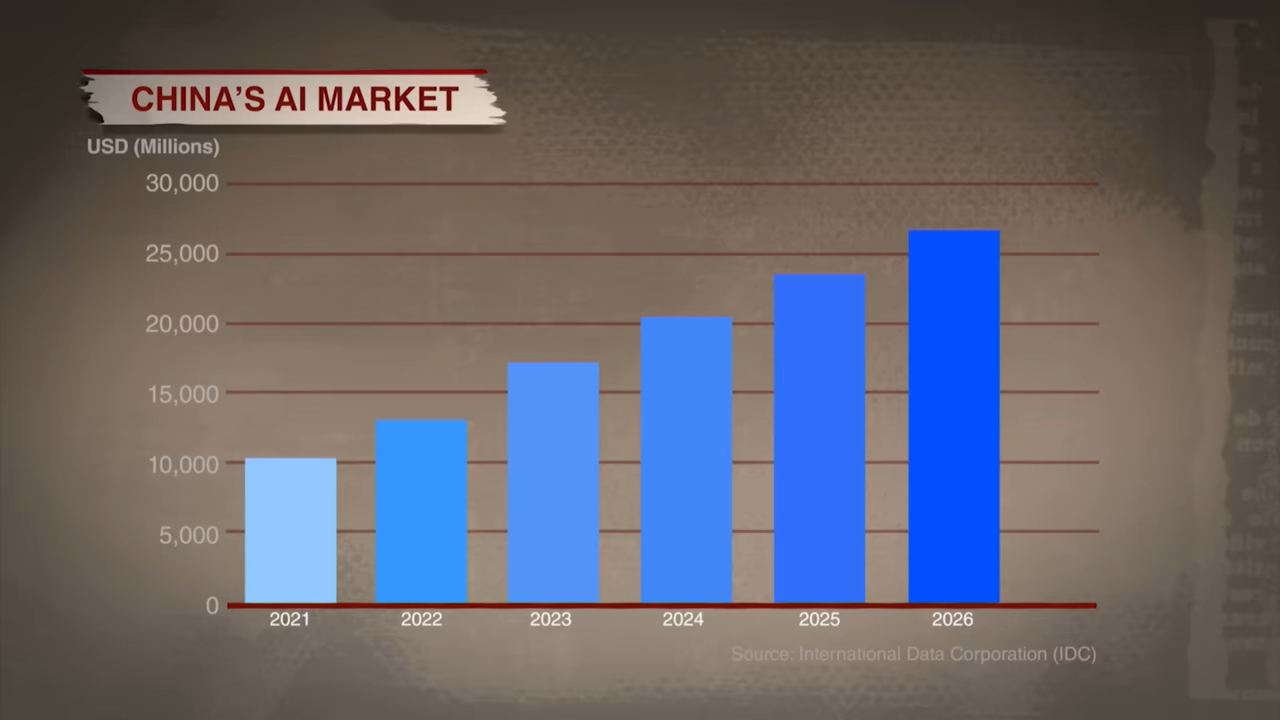 CHINA'S AI MARKET
USD (Millions)
30,000
25,000
20,000
15,000
10,000
5,000
0
2021 2022 2023 2024 2025 2026
Source: International Data Corporation (IDC)